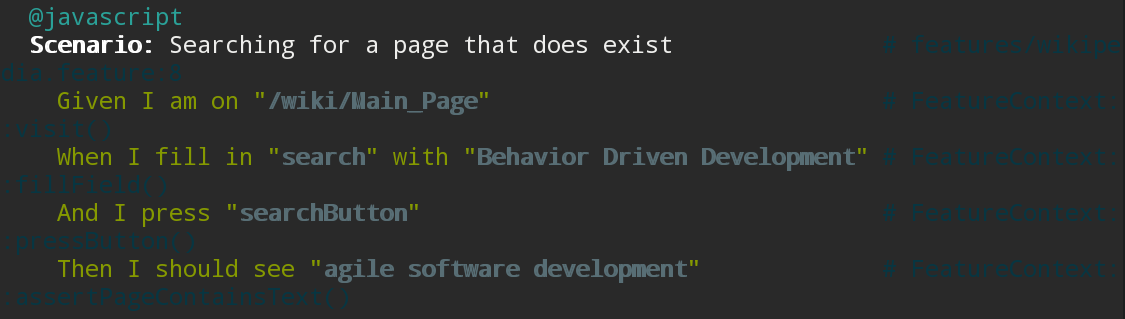 @javascript
Scenario: Searching for a page that does exist # features/wikipe
dia.feature:8
Given I am on "/wiki/Main_Page" # FeatureContext:
:visit()
When I fill in "search" with "Behavior Driven Development" # FeatureContext:
:fillField()
And I press "searchButton" # FeatureContext:
:pressButton()
Then I should see "agile software development" # FeatureContext:
:assertPageContainsText()